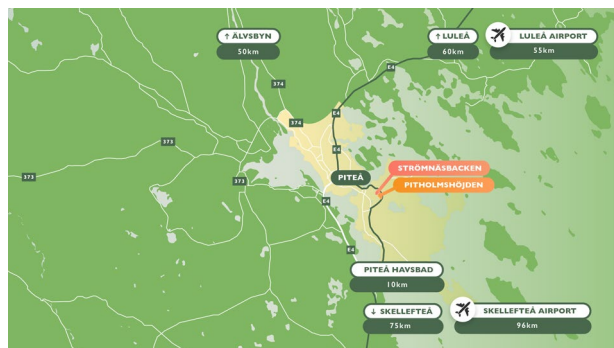 ↑ ÄLVSBYN
50km
↑ LULEÅ
60km
LULEÅ AIRPORT
55km
E4
374
E4
374
373
E4
STRÖMNÄSBACKEN
PITEÅ
PITHOLMSHÖJDEN
373
373
E4
E4
PITEÅ HAVSBAD
10km
↓ SKELLEFTEÅ
75km
SKELLEFTEÅ AIRPORT
96km